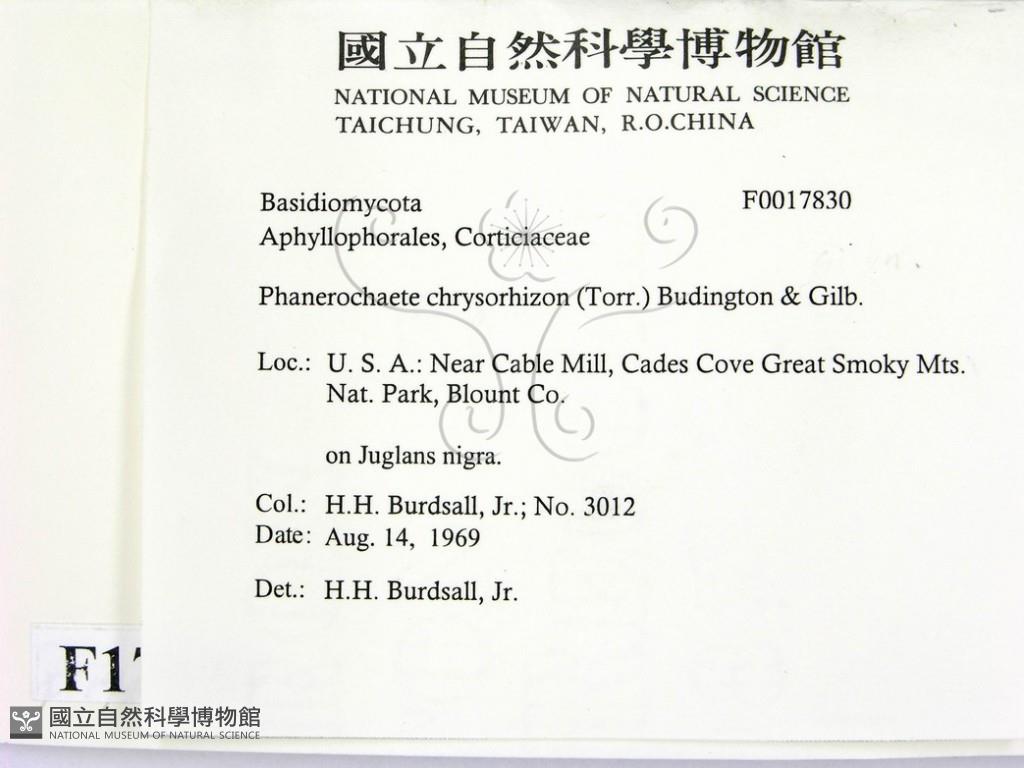 國立自然科學博物館
NATIONAL MUSEUM OF NATURAL SCIENCE
TAICHUNG, TAIWAN, R.O.CHINA
Basidiomycota F0017830
Aphyllophorales, Corticiaceae
Phanerochaete chrysorhizon (Torr.) Budington & Gilb.
Loc.: U. S. A.: Near Cable Mill, Cades Cove Great Smoky Mts.
Nat. Park, Blount Co.
on Juglans nigra.
Col.: H.H. Burdsall, Jr.; No. 3012
Date: Aug. 14, 1969
Det.: H.H. Burdsall, Jr.
F17
國立自然科學博物館
NATIONAL MUSEUM OF NATURAL SCIENCE